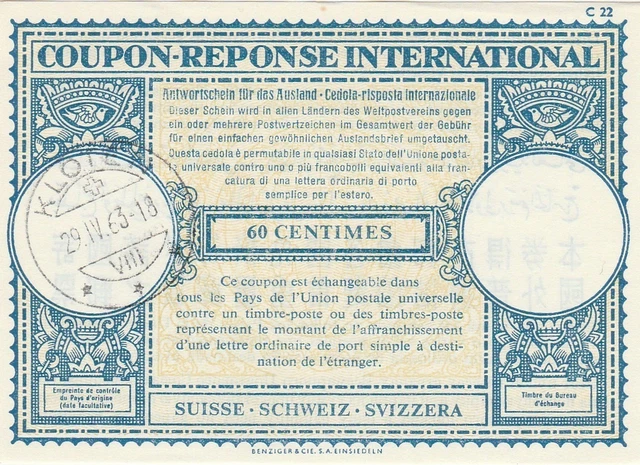 C 22
COUPON-RÉPONSE INTERNATIONAL
Antwortschein für das Ausland · Cedola-risposta internazionale
Dieser Schein wird in allen Ländern des Weltpostvereins gegen
ein oder mehrere Postwertzeichen im Gesamtwert der Gebühr
für einen einfachen gewöhnlichen Auslandsbrief umgetauscht.
Questa cedola è permutabile in qualsiasi Stato dell'Unione posta-
universale contro uno o più francobolli equivalenti alla fran-
catura di una lettera ordinaria di porto
semplice per l'estero.
KLOTEN
29.IV.63-18
VIII
60 CENTIMES
Ce coupon est échangeable dans
tous les Pays de l'Union postale universelle
contre un timbre-poste ou des timbres-poste
représentant le montant de l'affranchissement
d'une lettre ordinaire de port simple à desti-
nation de l'étranger.
Empreinte de contrôle
du Pays d'origine
(date facultative)
Timbre du Bureau
d'échange
SUISSE · SCHWEIZ · SVIZZERA
BENZIGER & CIE. S.A. EINSIEDELN